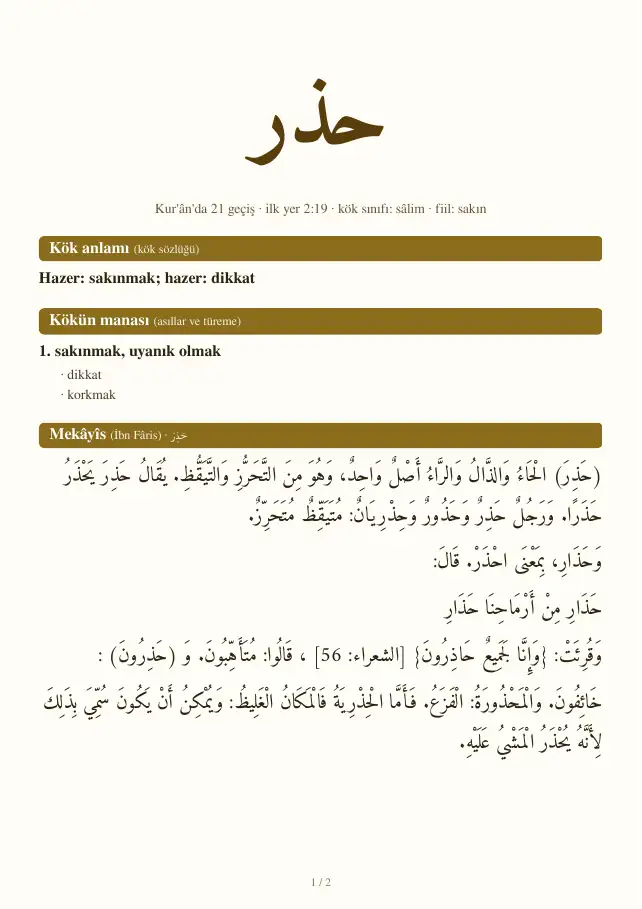 حذر
Kur'ân'da 21 geçiş · ilk yer 2:19 · kök sınıfı: sâlim · fiil: sakın
Kök anlamı (kök sözlüğü)
Hazer: sakınmak; hazer: dikkat
Kökün manası (asıllar ve türeme)
1. sakınmak, uyanık olmak
· dikkat
· korkmak
Mekâyîs (İbn Fâris) · حَذِرَ
(حَذِرَ) الْحَاءُ وَالذَّالُ وَالرَّاءُ أَصْلٌ وَاحِدٌ، وَهُوَ مِنَ التَّحَرُّزِ وَالتَّيَقُّظِ. يُقَالُ حَذِرَ يَحْذَرُ
حَذَرًا. وَرَجُلٌ حَذِرٌ وَحَذُورٌ وَحِذْرِيَانٌ: مُتَيَقِّظٌ مُتَحَرِّزٌ.
وَحَذَارِ، بِمَعْنَى احْذَرْ. قَالَ:
حَذَارِ مِنْ أَرْمَاحِنَا حَذَارِ
وَقُرِئَتْ: {وَإِنَّا لَجَمِيعٌ حَاذِرُونَ} [الشعراء: 56] ، قَالُوا: مُتَأَهِّبُونَ. وَ (حَذِرُونَ) :
خَائِفُونَ. وَالْمَحْذُورَةُ: الْفَزَعُ. فَأَمَّا الْحِذْرِيَةُ فَالْمَكَانُ الْغَلِيظُ: وَيُمْكِنُ أَنْ يَكُونَ سُمِّيَ بِذَلِكَ
لِأَنَّهُ يُحْذَرُ الْمَشْيُ عَلَيْهِ.
1 / 2